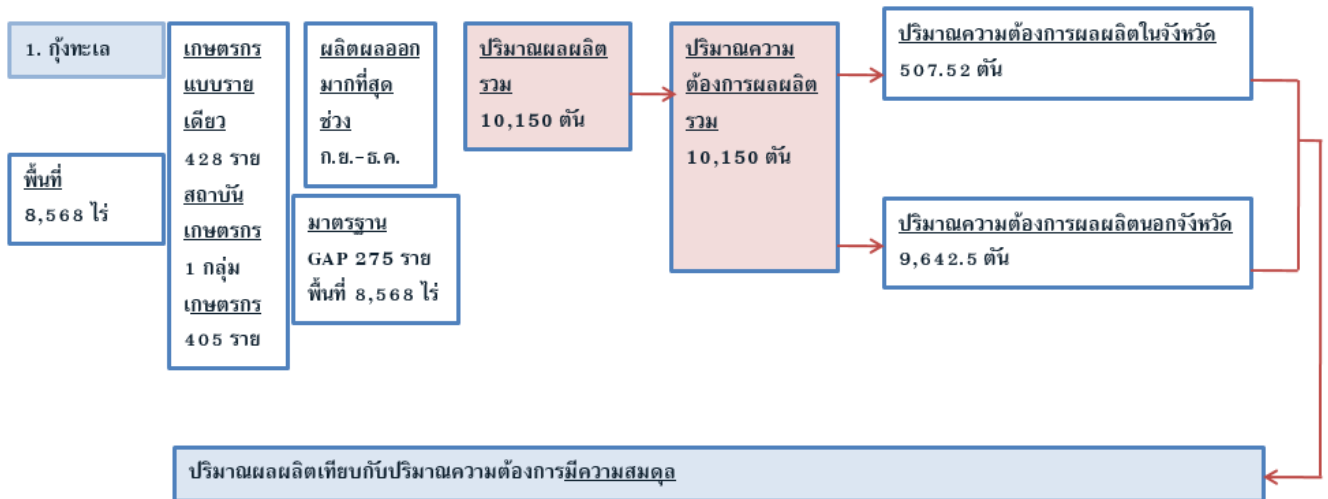 1. กุ้งทะเล
พื้นที่
8,568 ไร่
เกษตรกร
แบบราย
เดียว
428 ราย
สถาบัน
เกษตรกร
1 กลุ่ม
เกษตรกร
405 ราย
ผลิตผลออก
มากที่สุด
ช่วง
ก.ย.-ธ.ค.
มาตรฐาน
GAP 275 ราย
พื้นที่ 8,568 ไร่
ปริมาณผลผลิต
รวม
10,150 ตัน
ปริมาณความ
ต้องการผลผลิต
รวม
10,150 ตัน
ปริมาณความต้องการผลผลิตในจังหวัด
507.52 ตัน
ปริมาณความต้องการผลผลิตนอกจังหวัด
9,642.5 ตัน
ปริมาณผลผลิตเทียบกับปริมาณความต้องการมีความสมดุล